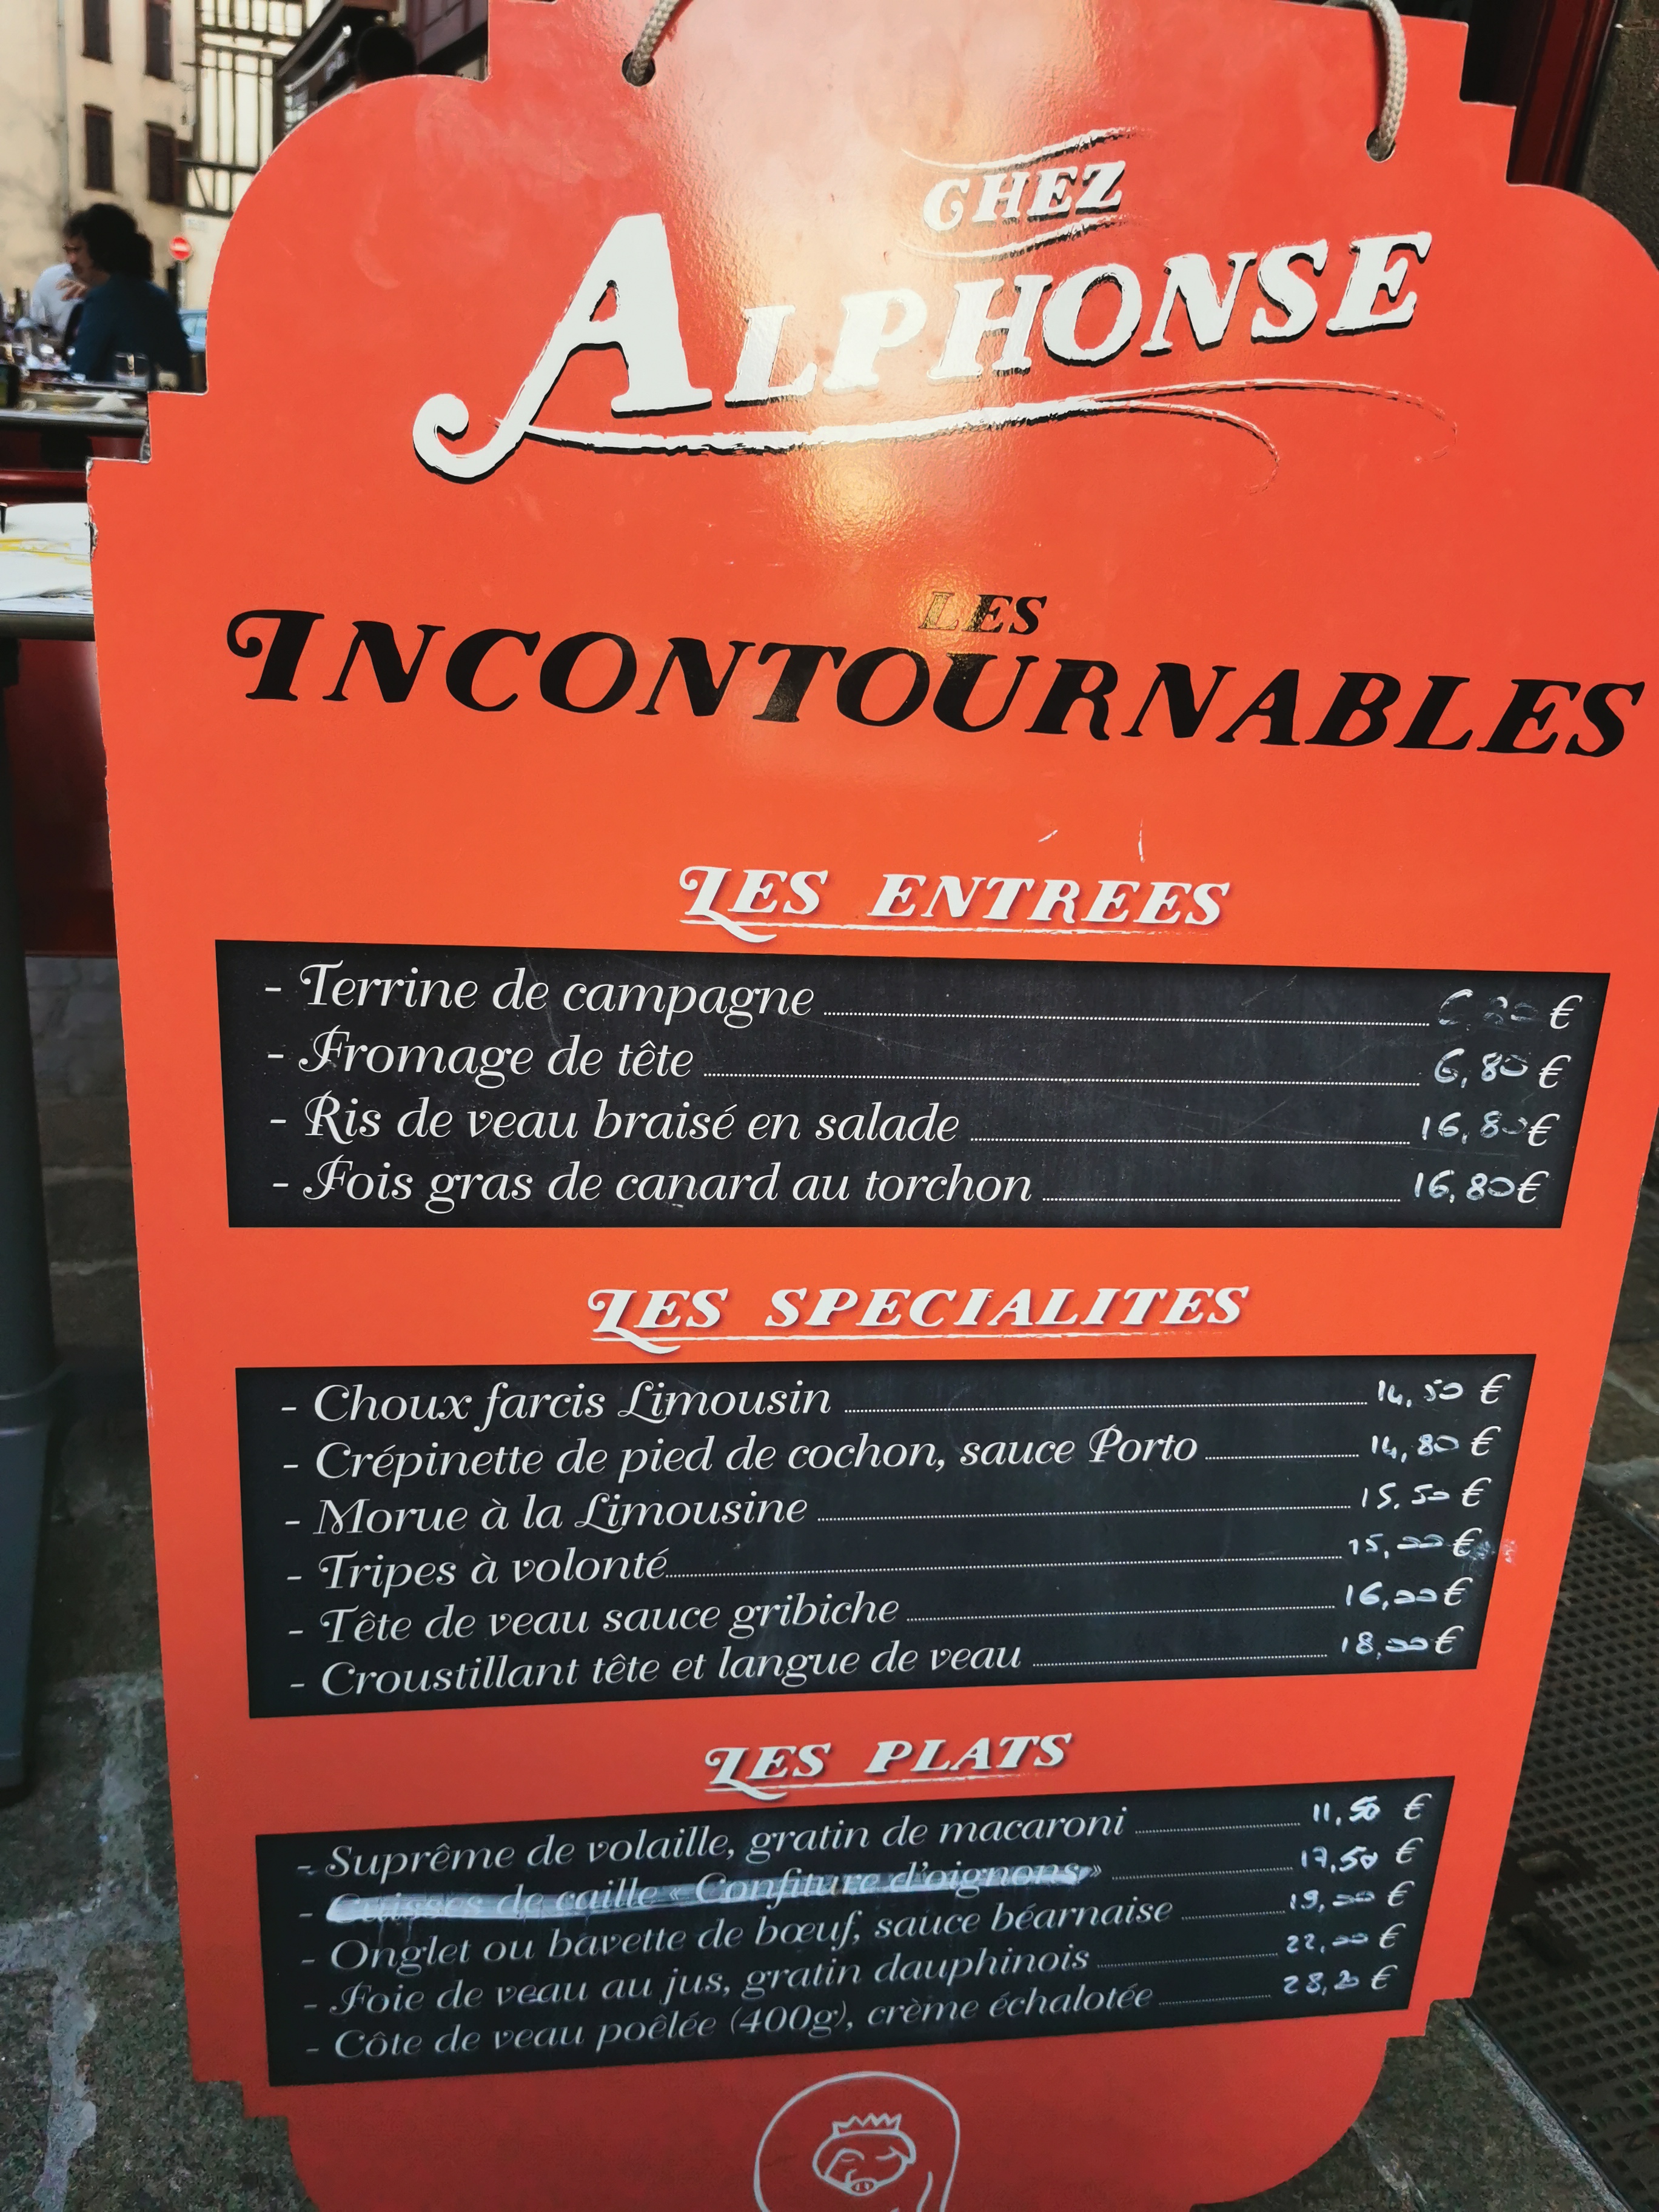 CHEZ
ALPHONSE
LES
INCONTOURNABLES
LES ENTREES
- Terrine de campagne €
- Fromage de tête 6,80 €
- Ris de veau braisé en salade 16,80 €
- Fois gras de canard au torchon 16,80 €
LES SPECIALITES
- Choux farcis Limousin 14,50 €
- Crépinette de pied de cochon, sauce Porto 14,80 €
- Morue à la Limousine 15,50 €
- Tripes à volonté 15,00 €
- Tête de veau sauce gribiche 16,00 €
- Croustillant tête et langue de veau 18,00 €
LES PLATS
- Suprême de volaille, gratin de macaroni 11,50 €
- Cuisses de caille « Confiture d'oignons » 17,50 €
- Onglet ou bavette de bœuf, sauce béarnaise 19,00 €
- Foie de veau au jus, gratin dauphinois 22,00 €
- Côte de veau poêlée (400g), crème échalotée €